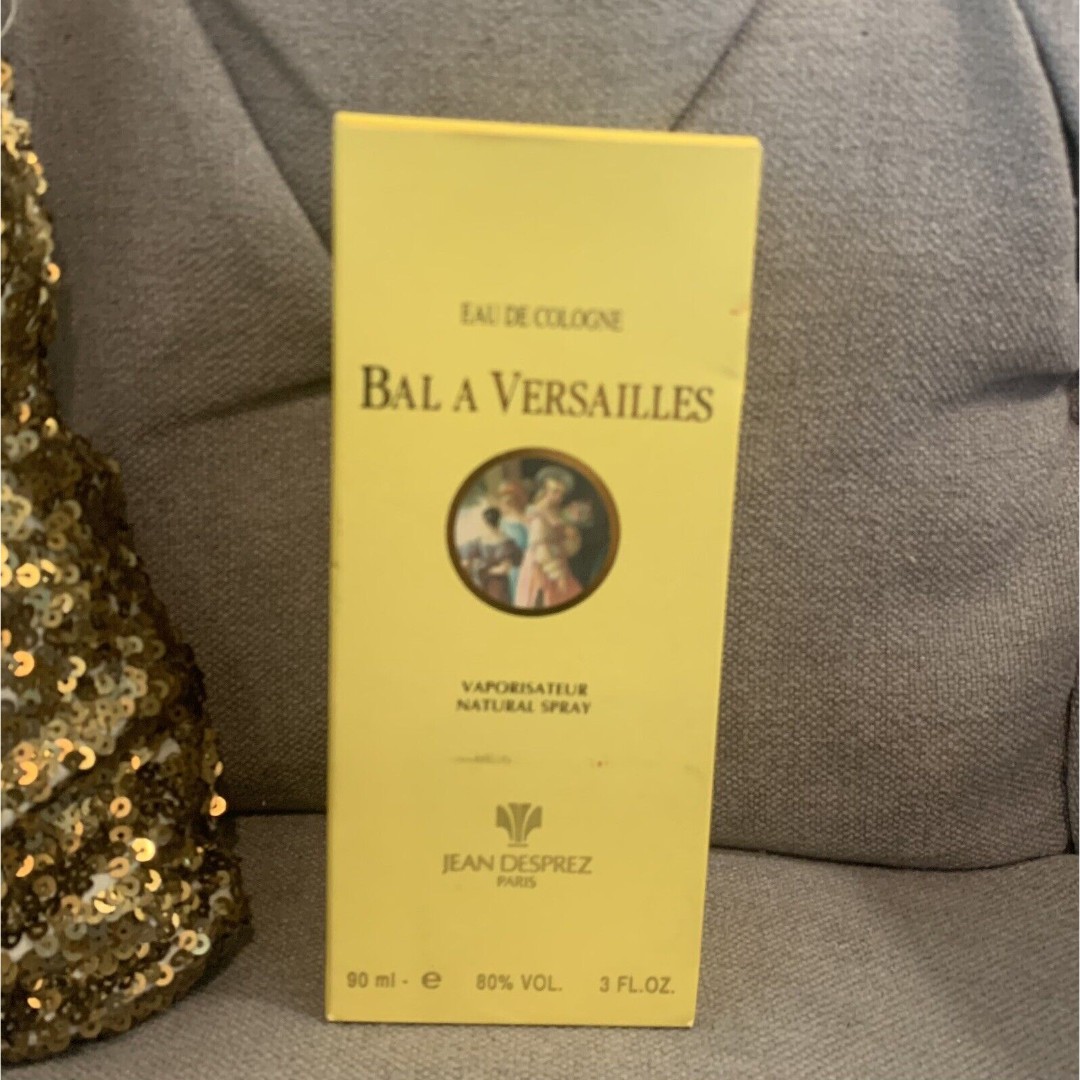 EAU DE COLOGNE
BAL A VERSAILLES
VAPORISATEUR
NATURAL SPRAY
JEAN DESPREZ
PARIS
90 ml - e 80% VOL. 3 FL.OZ.